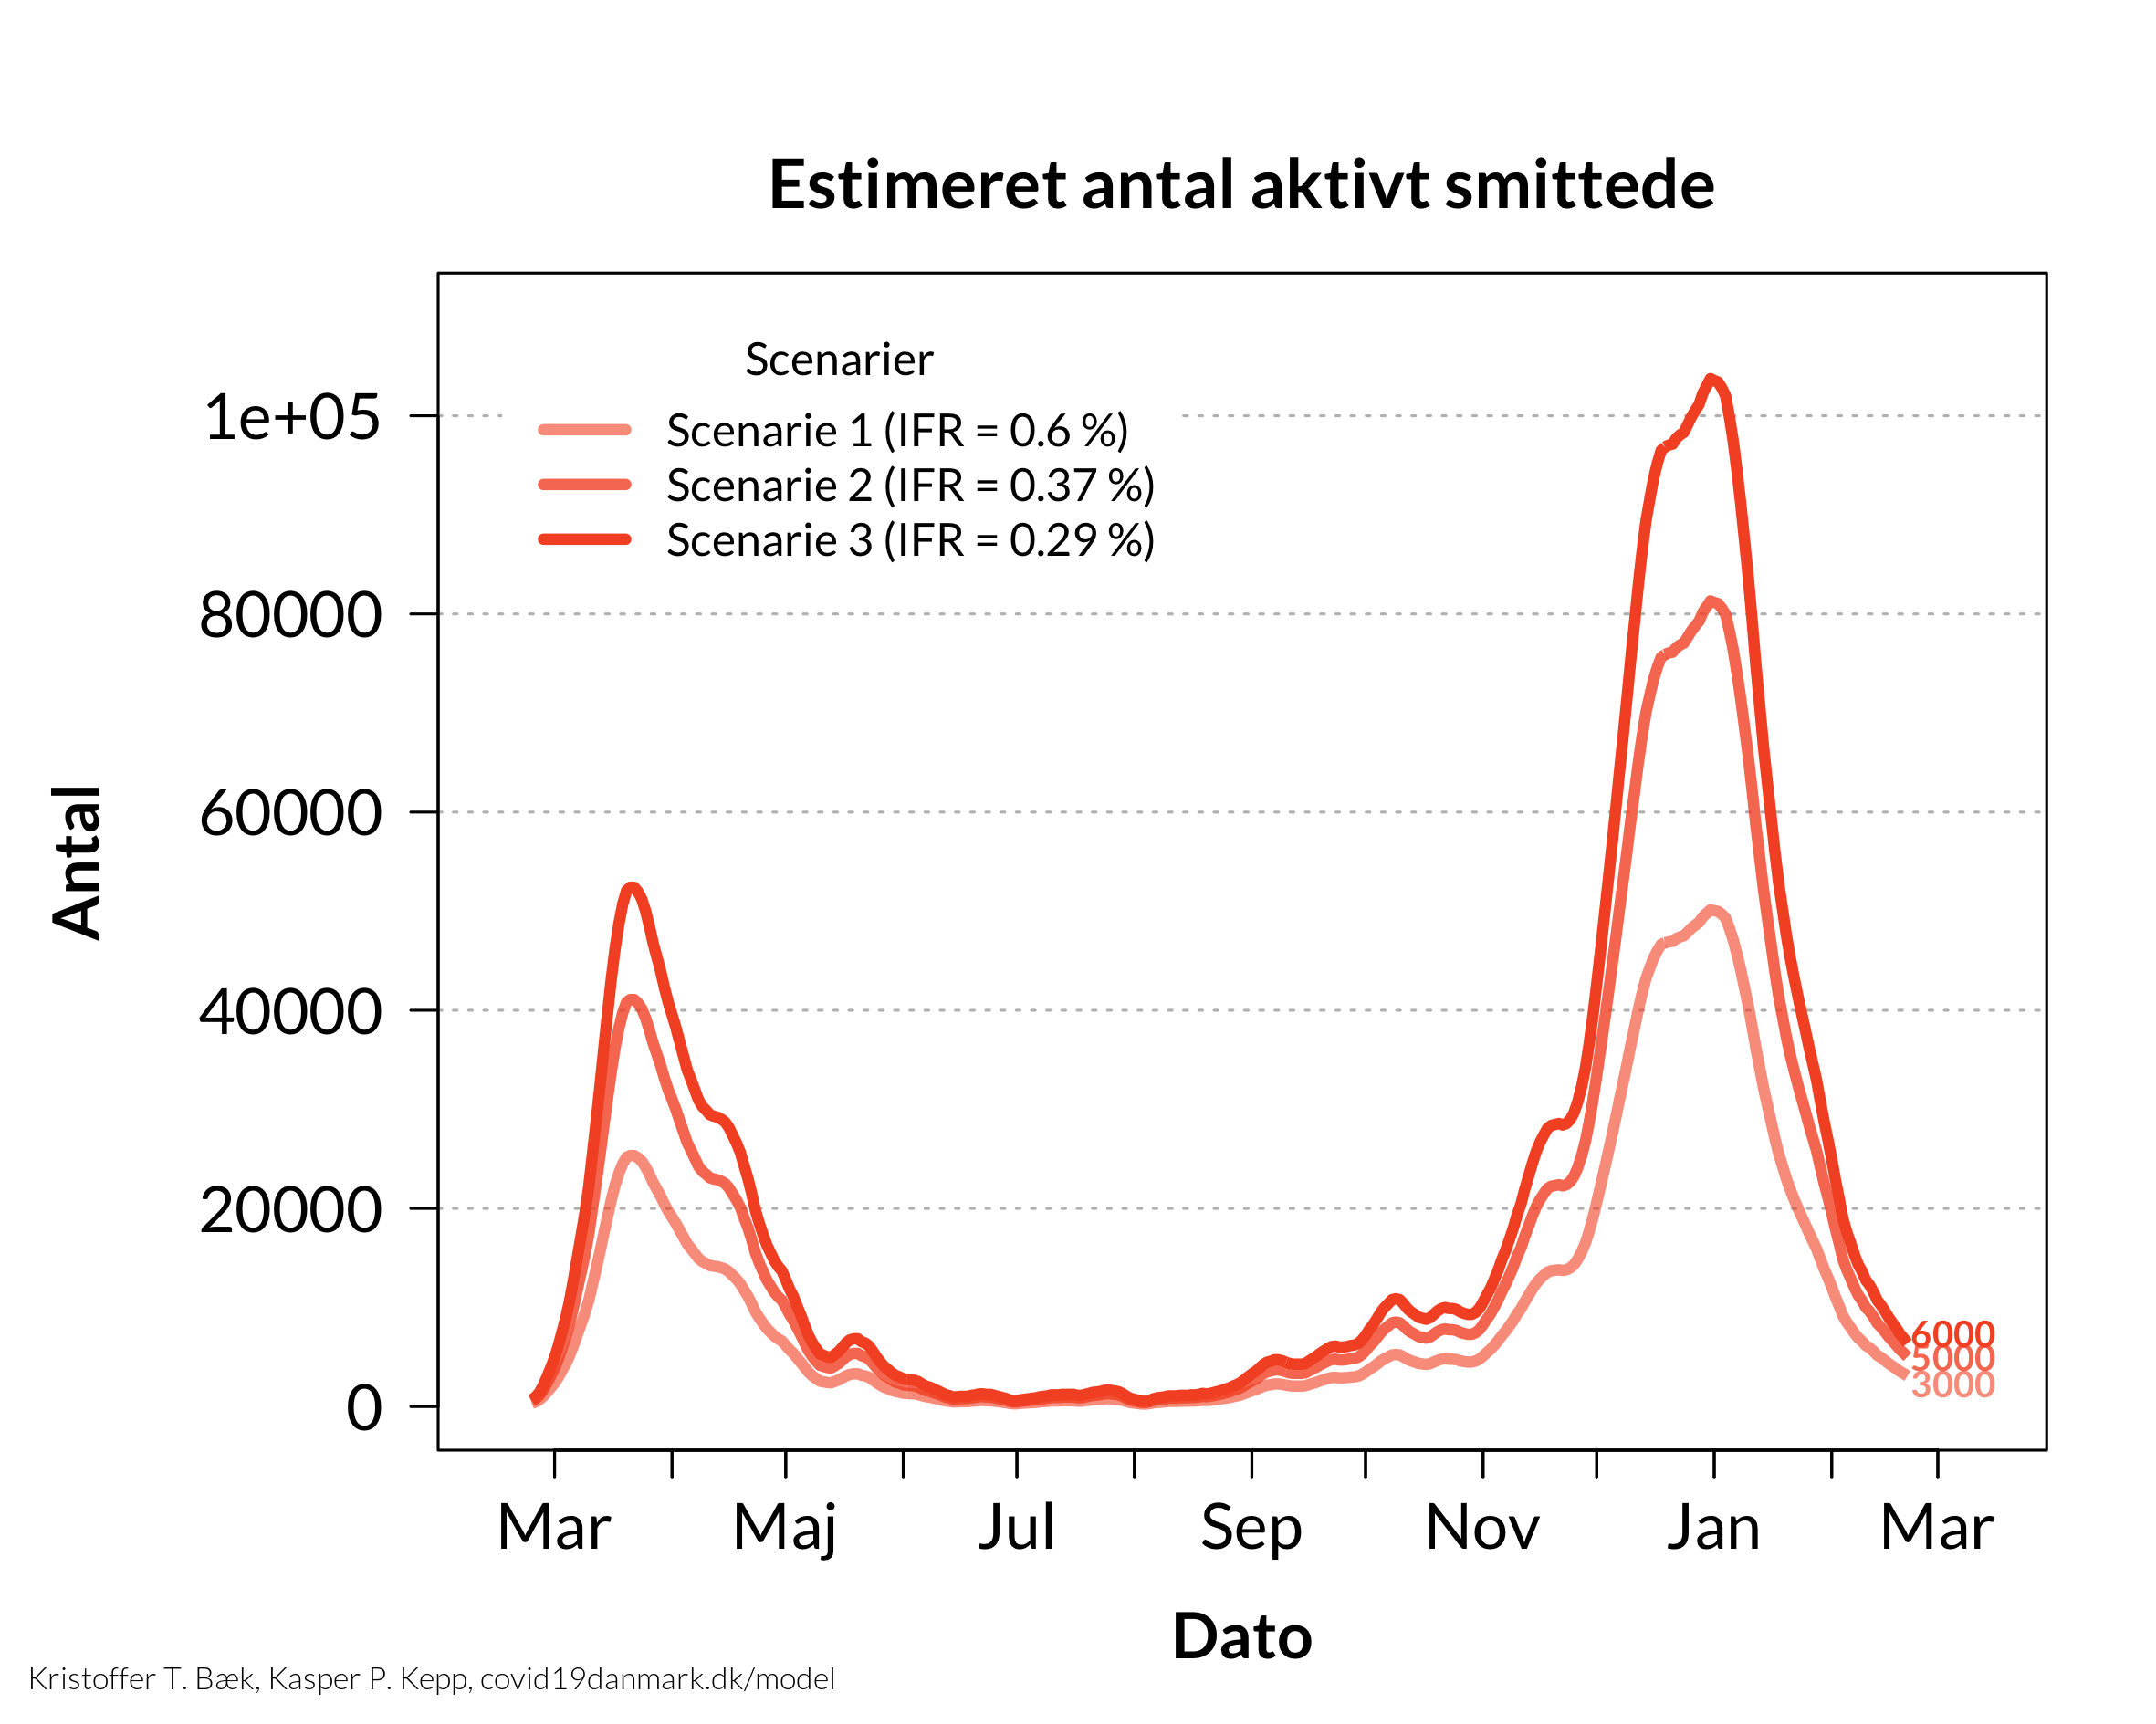 Estimeret antal aktivt smittede
Scenarier
Scenarie 1 (IFR = 0.6 %)
Scenarie 2 (IFR = 0.37 %)
Scenarie 3 (IFR = 0.29 %)
1e+05
80000
60000
40000
20000
0
Antal
6000
5000
3000
Mar Maj Jul Sep Nov Jan Mar
Dato
Kristoffer T. Bæk, Kasper P. Kepp, covid19danmark.dk/model